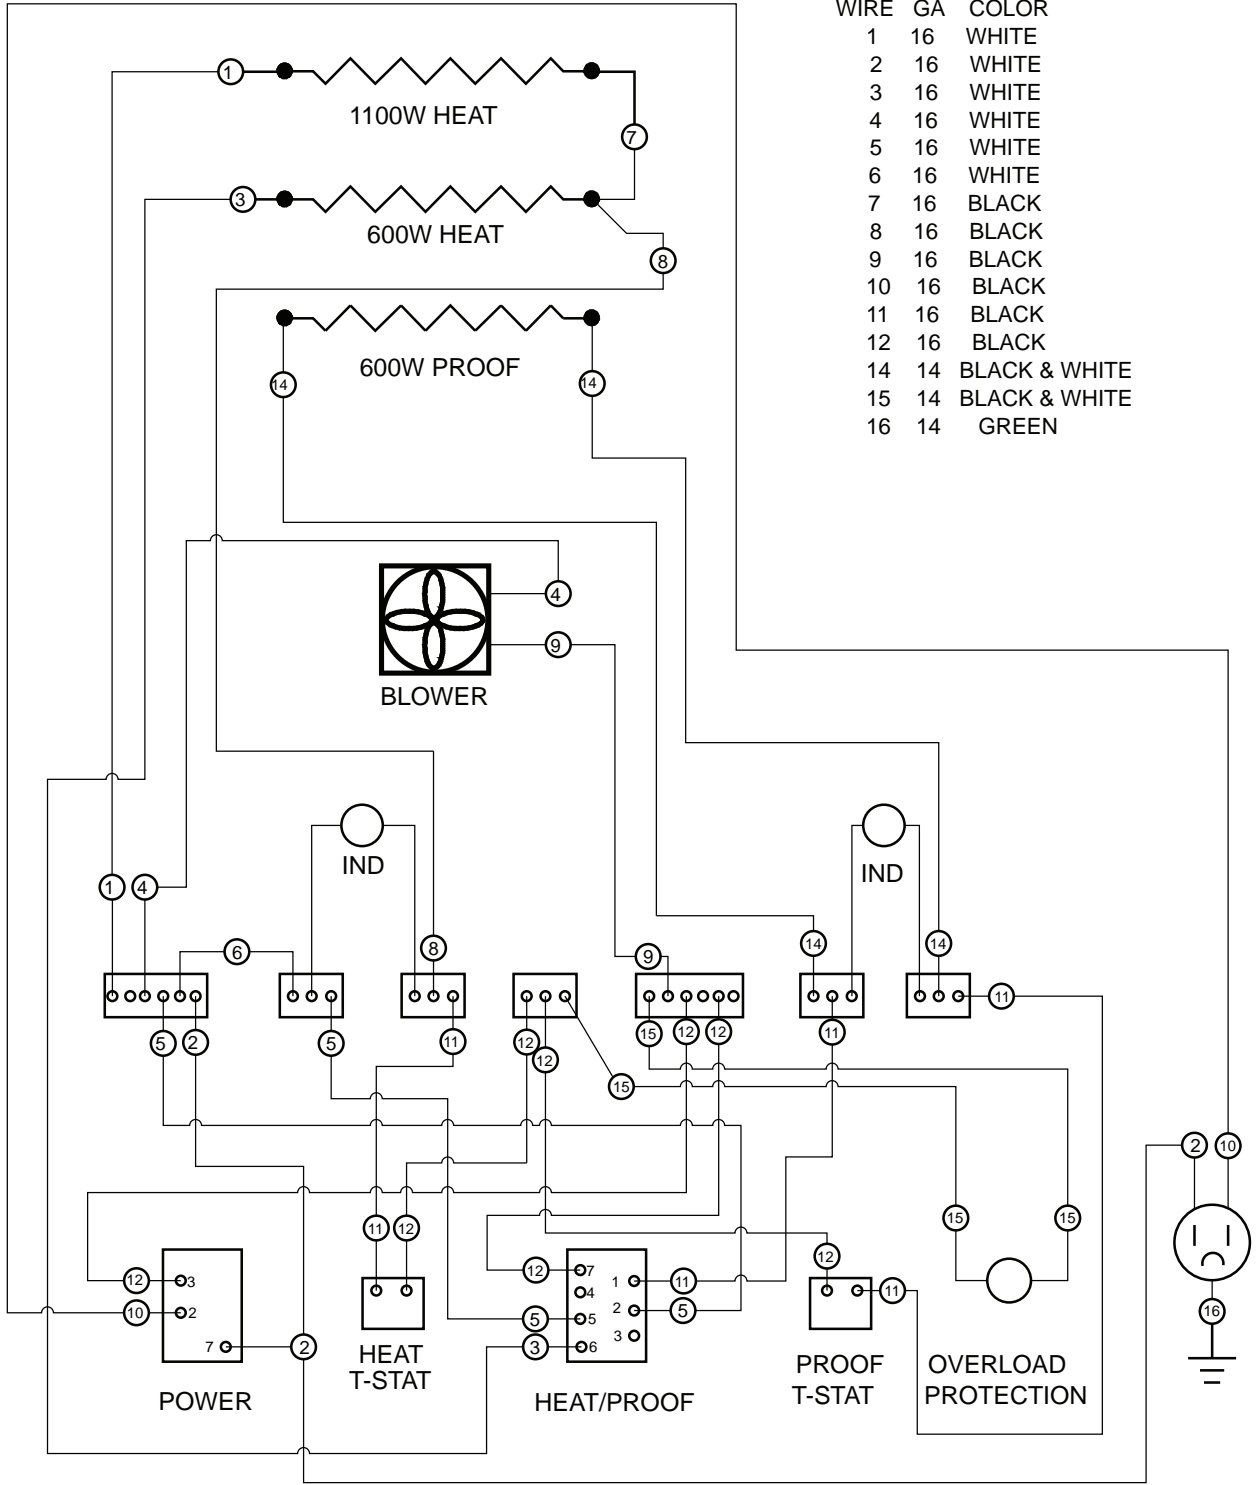 WIRE GA COLOR
1 16 WHITE
2 16 WHITE
3 16 WHITE
4 16 WHITE
5 16 WHITE
6 16 WHITE
7 16 BLACK
8 16 BLACK
9 16 BLACK
10 16 BLACK
11 16 BLACK
12 16 BLACK
14 14 BLACK & WHITE
15 14 BLACK & WHITE
16 14 GREEN
1
1100W HEAT
7
3
600W HEAT
8
600W PROOF
14 14
4
9
BLOWER
IND
IND
1 4
6
8
9
14
14
11
5 2
5
11
12
12
15
12
12
11
15
2 10
11 12
15
15
12
12 3
10 2
7
2
12 7
4
5 5
3 6
1 11
2 5
3
11
16
POWER
HEAT
T-STAT
HEAT/PROOF
PROOF
T-STAT
OVERLOAD
PROTECTION